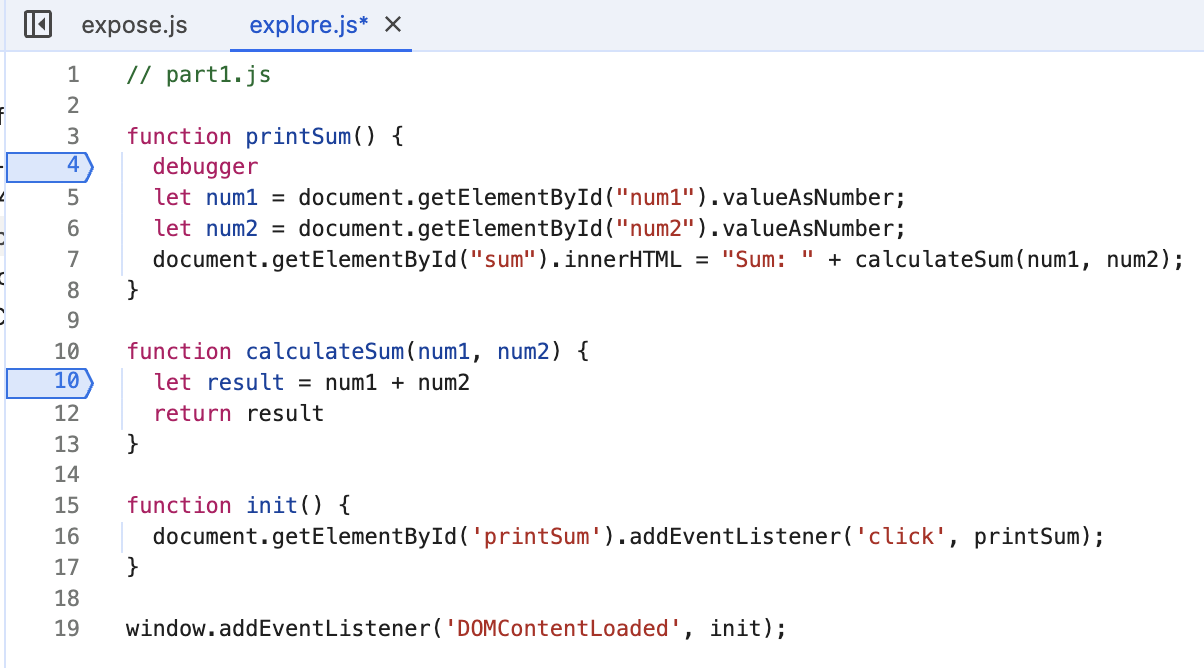 expose.js explore.js* ×
1 // part1.js
2
3 function printSum() {
4 debugger
5 let num1 = document.getElementById("num1").valueAsNumber;
6 let num2 = document.getElementById("num2").valueAsNumber;
7 document.getElementById("sum").innerHTML = "Sum: " + calculateSum(num1, num2);
8 }
9
10 function calculateSum(num1, num2) {
10 let result = num1 + num2
12 return result
13 }
14
15 function init() {
16 document.getElementById('printSum').addEventListener('click', printSum);
17 }
18
19 window.addEventListener('DOMContentLoaded', init);